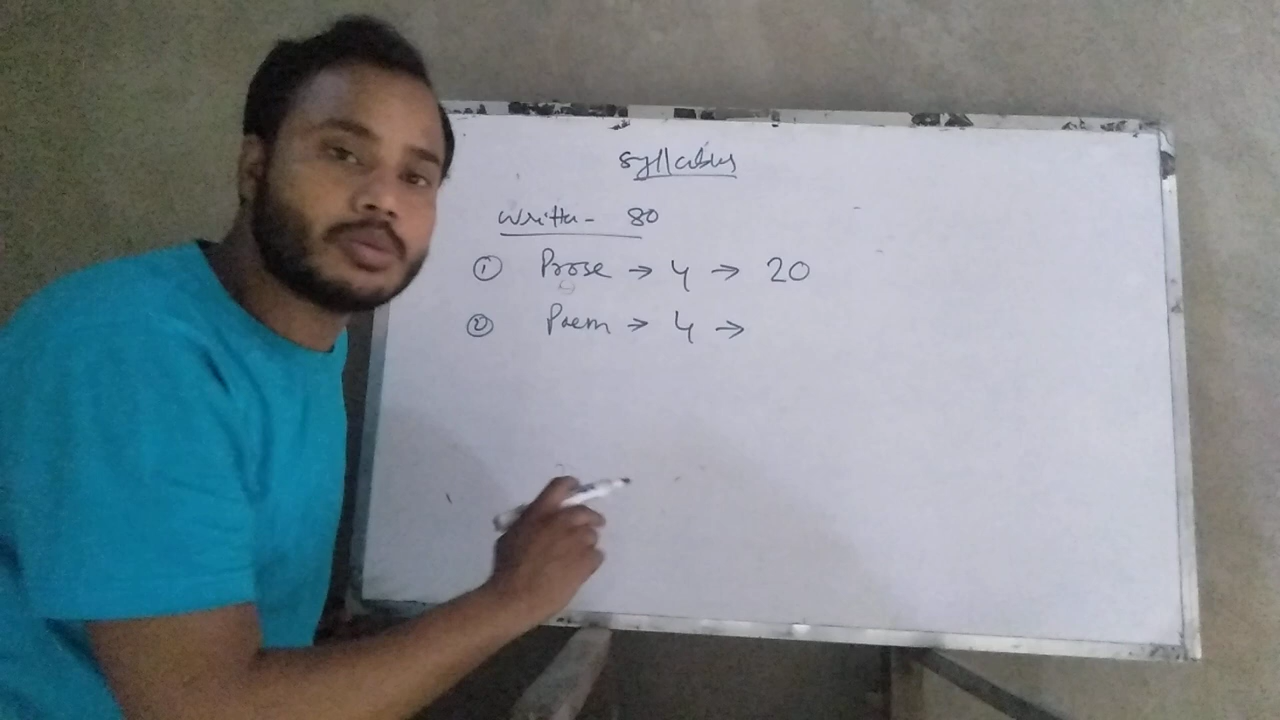 Syllabus
Written - 80
① Prose → 4 → 20
② Poem → 4 →